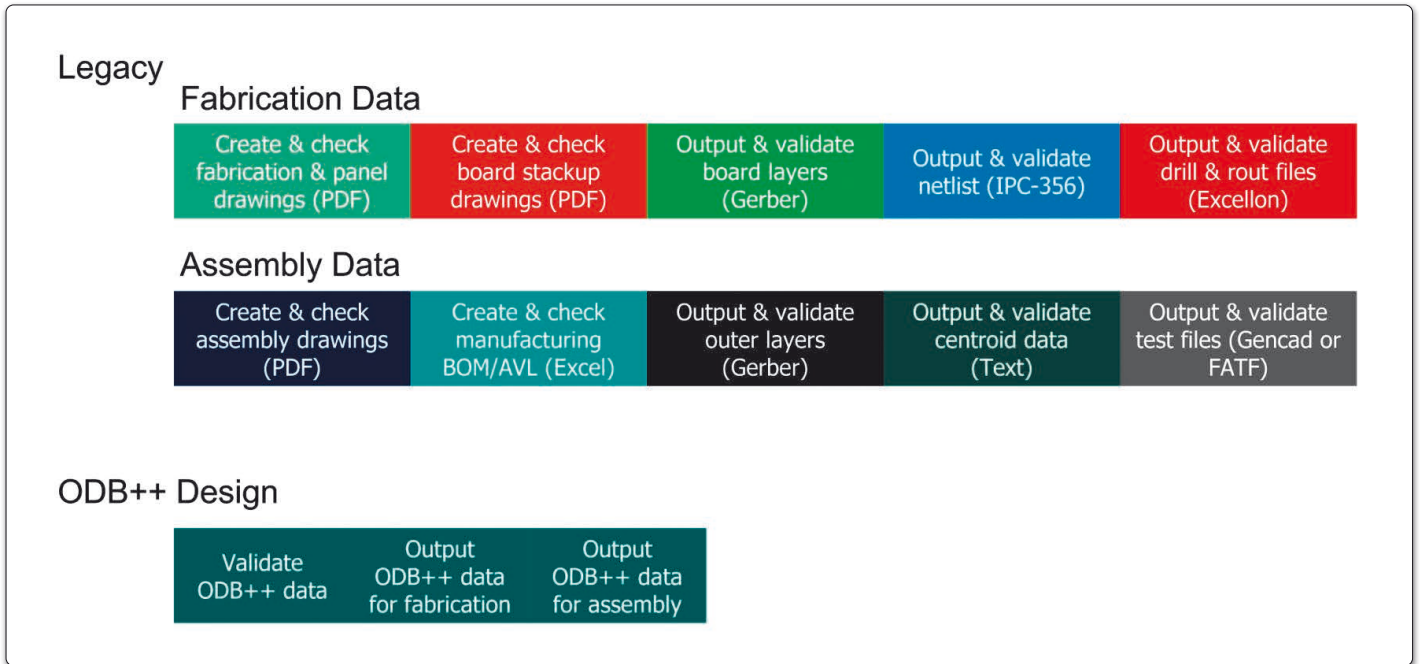 Legacy
Fabrication Data
Create & check
fabrication & panel
drawings (PDF)
Create & check
board stackup
drawings (PDF)
Output & validate
board layers
(Gerber)
Output & validate
netlist (IPC-356)
Output & validate
drill & rout files
(Excellon)
Assembly Data
Create & check
assembly drawings
(PDF)
Create & check
manufacturing
BOM/AVL (Excel)
Output & validate
outer layers
(Gerber)
Output & validate
centroid data
(Text)
Output & validate
test files (Gencad or
FATF)
ODB++ Design
Validate
ODB++ data
Output
ODB++ data
for fabrication
Output
ODB++ data
for assembly